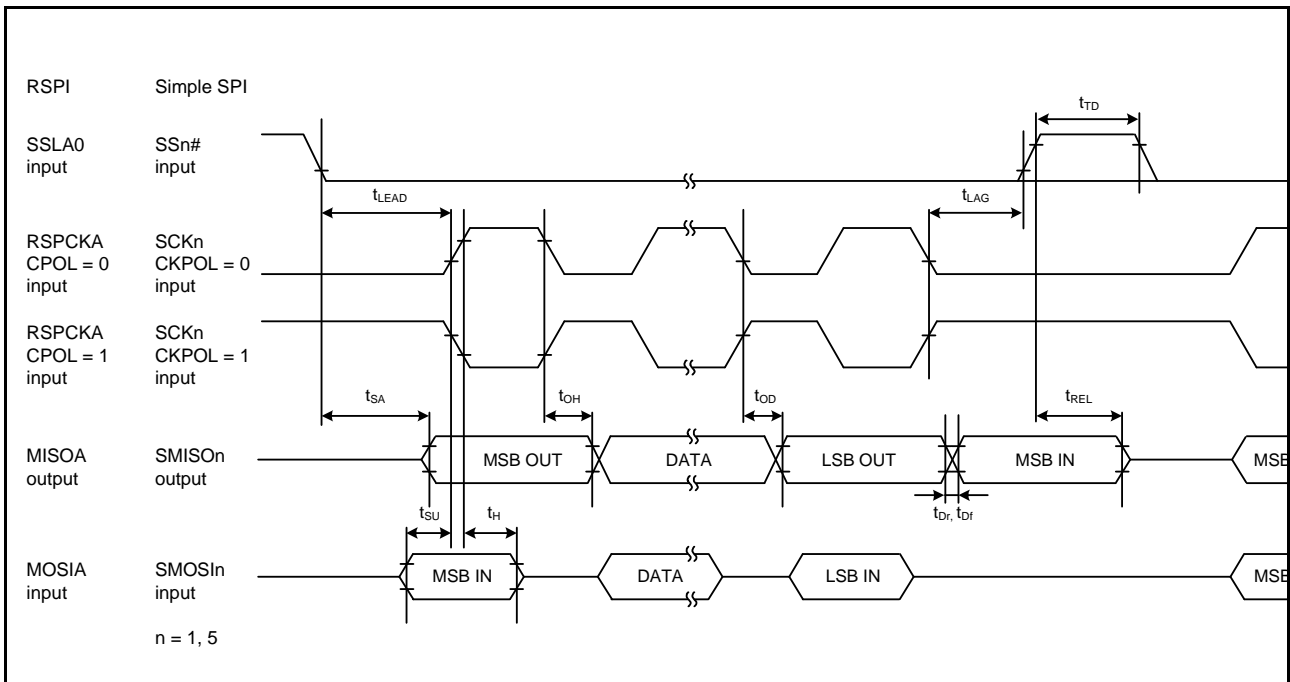 RSPI Simple SPI
tTD
SSLA0 SSn#
input input
tLEAD tLAG
RSPCKA SCKn
CPOL = 0 CKPOL = 0
input input
RSPCKA SCKn
CPOL = 1 CKPOL = 1
input input
tSA tOH tOD tREL
MISOA SMISOn
output output
MSB OUT DATA LSB OUT MSB IN MSB
tSU tH tDr, tDf
MOSIA SMOSIn
input input
MSB IN DATA LSB IN MSB
n = 1, 5